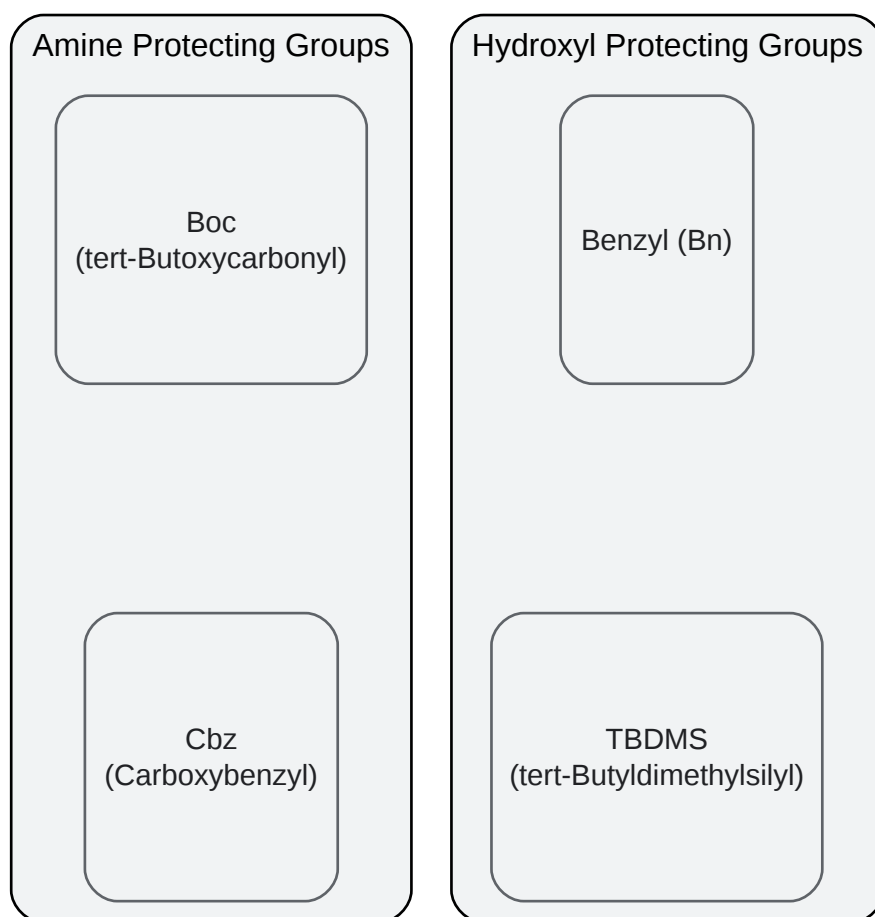 Amine Protecting Groups
Boc
(tert-Butoxycarbonyl)
Cbz
(Carboxybenzyl)
Hydroxyl Protecting Groups
Benzyl (Bn)
TBDMS
(tert-Butyldimethylsilyl)